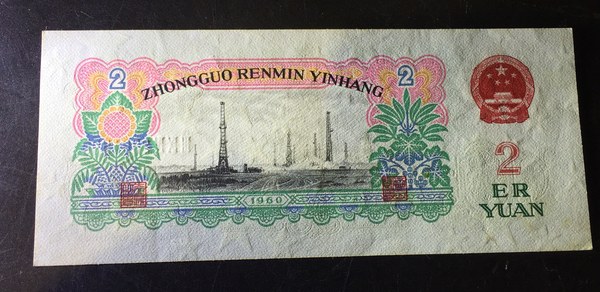 2
ZHONGGUO RENMIN YINHANG
2
1960
2
ER
YUAN